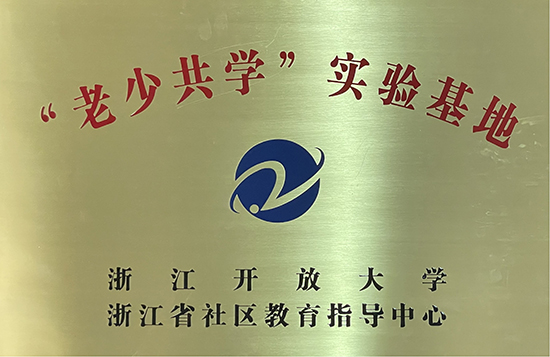 “老少共学”实验基地
浙江开放大学
浙江省社区教育指导中心